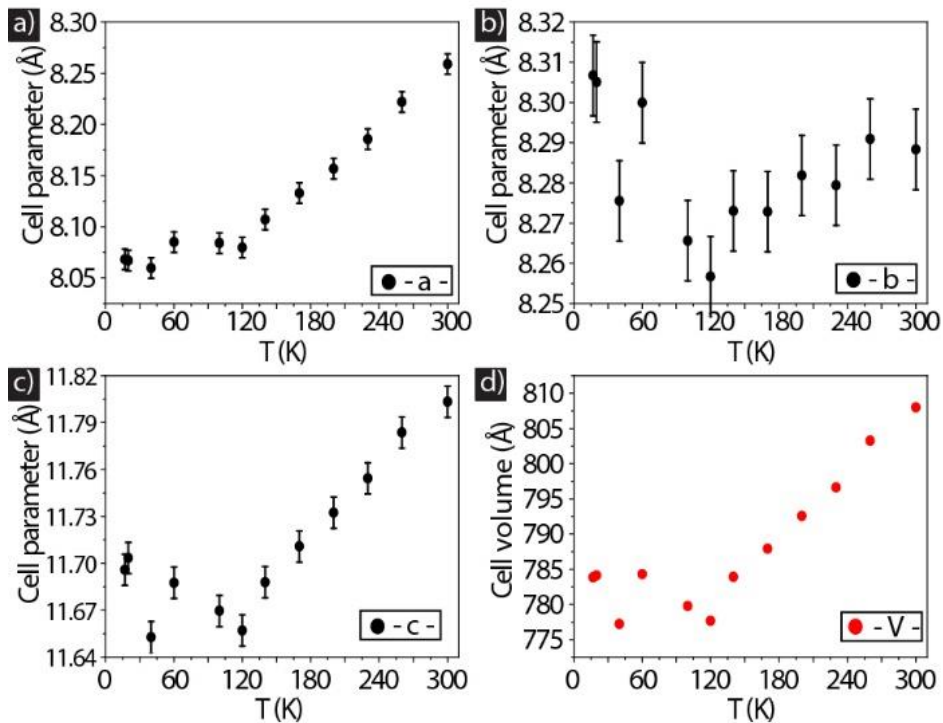 a)
Cell parameter (Å)
8.30
8.25
8.20
8.15
8.10
8.05
0 60 120 180 240 300
T (K)
- a -
b)
Cell parameter (Å)
8.32
8.31
8.30
8.29
8.28
8.27
8.26
8.25
0 60 120 180 240 300
T (K)
- b -
c)
Cell parameter (Å)
11.82
11.79
11.76
11.73
11.70
11.67
11.64
0 60 120 180 240 300
T (K)
- c -
d)
Cell volume (Å)
810
805
800
795
790
785
780
775
0 60 120 180 240 300
T (K)
- V -